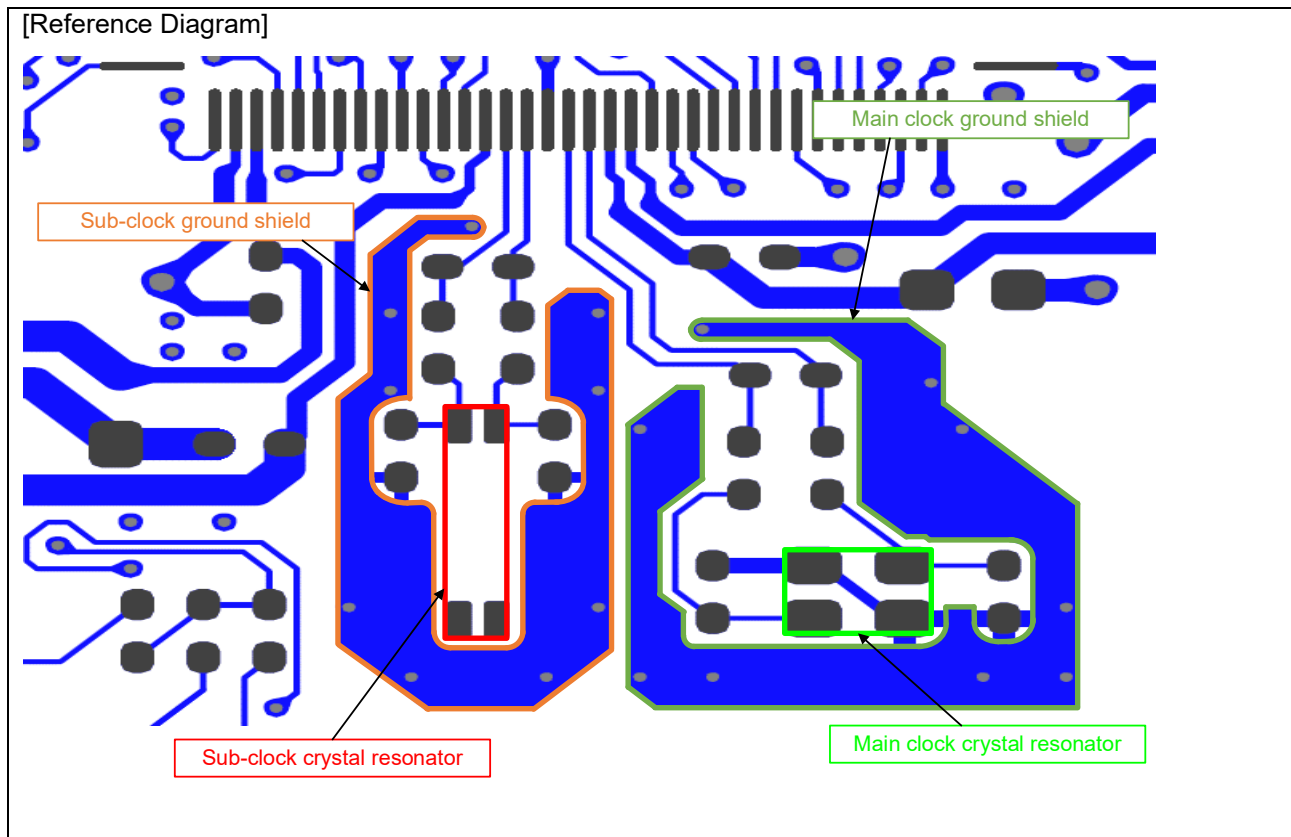 [Reference Diagram]
Main clock ground shield
Sub-clock ground shield
Sub-clock crystal resonator
Main clock crystal resonator